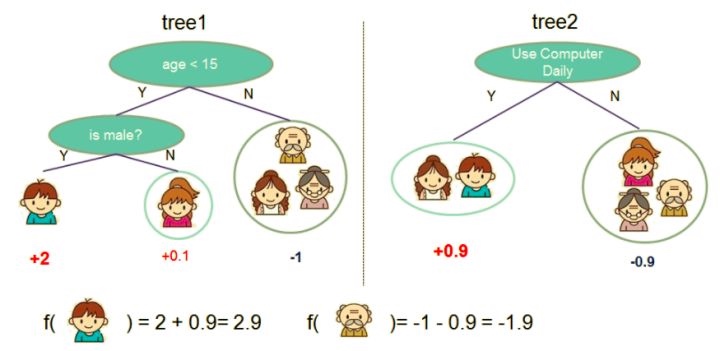 tree1
tree2
age < 15
Use Computer
Daily
Y
N
Y
N
is male?
Y
N
+2
+0.1
-1
+0.9
-0.9
f( ) = 2 + 0.9= 2.9
f( )= -1 - 0.9 = -1.9